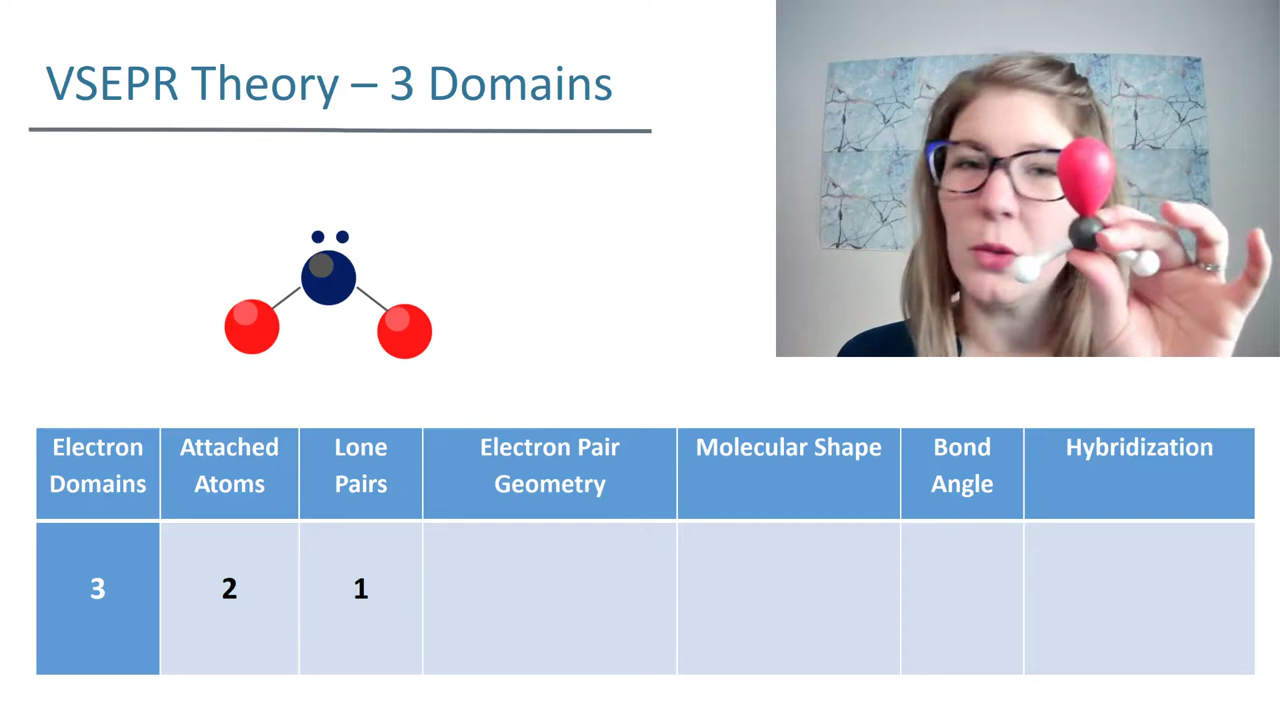 VSEPR Theory – 3 Domains
Electron Domains
Attached Atoms
Lone Pairs
Electron Pair Geometry
Molecular Shape
Bond Angle
Hybridization
3
2
1